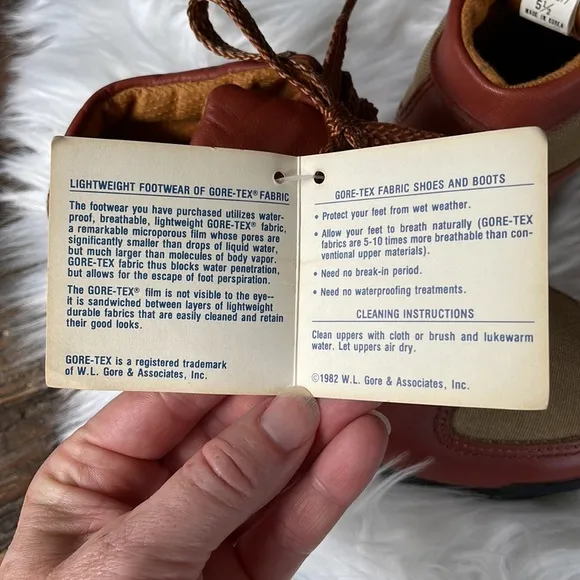 5½
MADE IN KOREA
LIGHTWEIGHT FOOTWEAR OF GORE-TEX® FABRIC
The footwear you have purchased utilizes water-
proof, breathable, lightweight GORE-TEX® fabric,
a remarkable microporous film whose pores are
significantly smaller than drops of liquid water,
but much larger than molecules of body vapor.
GORE-TEX fabric thus blocks water penetration,
but allows for the escape of foot perspiration.
The GORE-TEX® film is not visible to the eye--
it is sandwiched between layers of lightweight
durable fabrics that are easily cleaned and retain
their good looks.
GORE-TEX is a registered trademark
of W.L. Gore & Associates, Inc.
GORE-TEX FABRIC SHOES AND BOOTS
• Protect your feet from wet weather.
• Allow your feet to breath naturally (GORE-TEX
fabrics are 5-10 times more breathable than con-
ventional upper materials).
• Need no break-in period.
• Need no waterproofing treatments.
CLEANING INSTRUCTIONS
Clean uppers with cloth or brush and lukewarm
water. Let uppers air dry.
©1982 W.L. Gore & Associates, Inc.